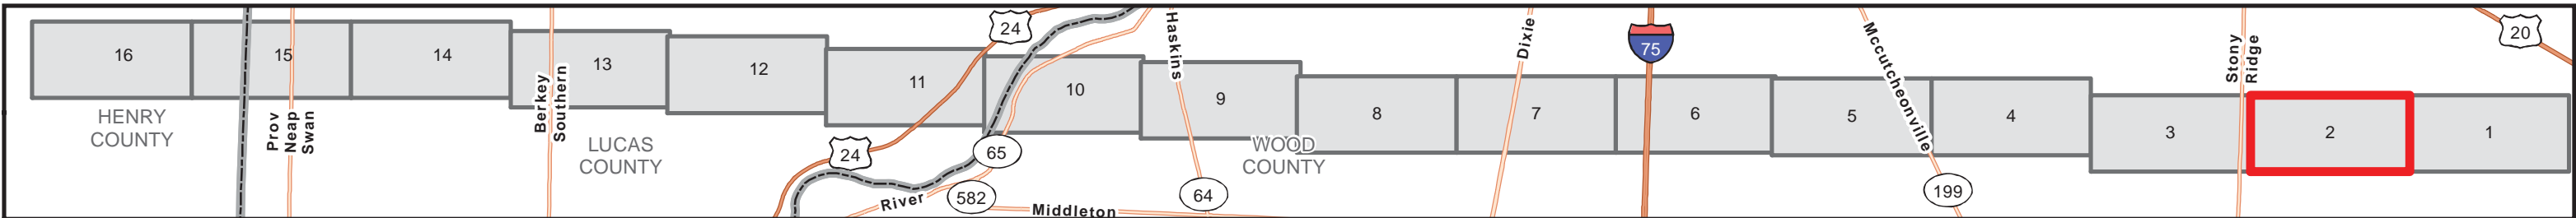 16
15
14
13
12
11
10
9
8
7
6
5
4
3
2
1
HENRY
COUNTY
Prov
Neap
Swan
Berkey
Southern
LUCAS
COUNTY
24
24
65
582
River
Middleton
Haskins
64
WOOD
COUNTY
Dixie
75
Mccutcheonville
199
Stony
Ridge
20